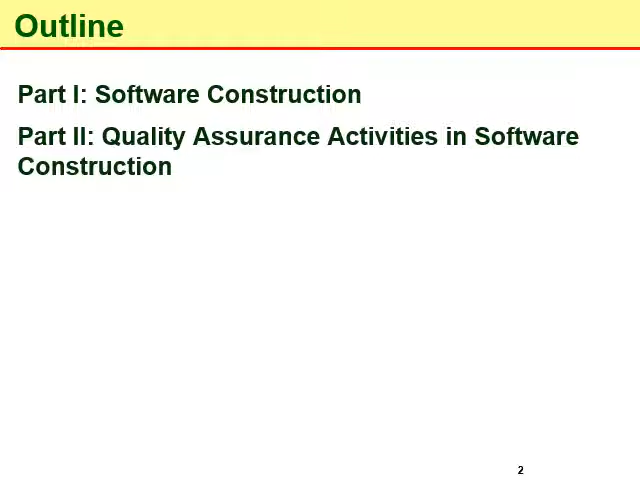 Outline
Part I: Software Construction
Part II: Quality Assurance Activities in Software
Construction
2